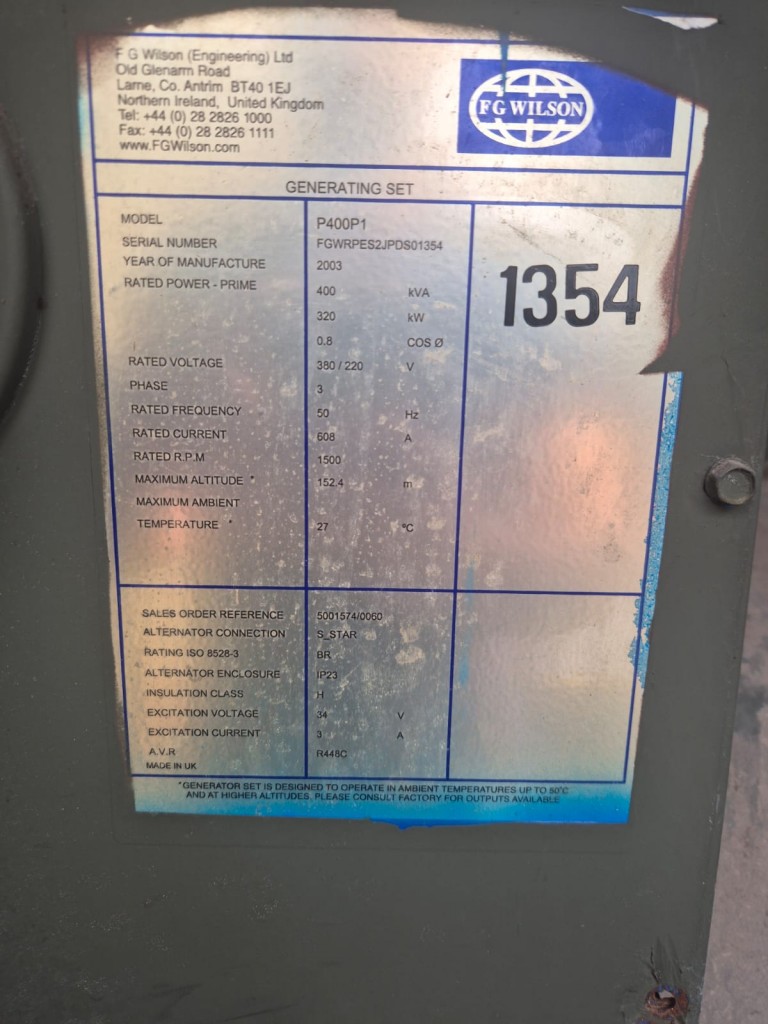 F G Wilson (Engineering) Ltd
Old Glenarm Road
Larne, Co. Antrim BT40 1EJ
Northern Ireland, United Kingdom
Tel: +44 (0) 28 2826 1000
Fax: +44 (0) 28 2826 1111
www.FGWilson.com
FG WILSON
GENERATING SET
MODEL P400P1
SERIAL NUMBER FGWRPES2JPDS01354
YEAR OF MANUFACTURE 2003
RATED POWER - PRIME 400 kVA
320 kW
0.8 COS Ø
1354
RATED VOLTAGE 380 / 220 V
PHASE 3
RATED FREQUENCY 50 Hz
RATED CURRENT 608 A
RATED R.P.M 1500
MAXIMUM ALTITUDE * 152.4 m
MAXIMUM AMBIENT
TEMPERATURE * 27 °C
SALES ORDER REFERENCE 5001574/0060
ALTERNATOR CONNECTION S_STAR
RATING ISO 8528-3 BR
ALTERNATOR ENCLOSURE IP23
INSULATION CLASS H
EXCITATION VOLTAGE 34 V
EXCITATION CURRENT 3 A
A.V.R R448C
MADE IN UK
*GENERATOR SET IS DESIGNED TO OPERATE IN AMBIENT TEMPERATURES UP TO 50°C
AND AT HIGHER ALTITUDES. PLEASE CONSULT FACTORY FOR OUTPUTS AVAILABLE